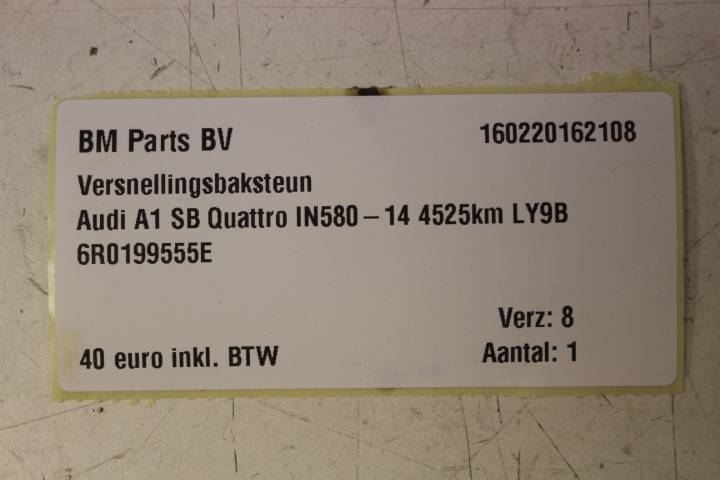 BM Parts BV 160220162108
Versnellingsbaksteun
Audi A1 SB Quattro IN580 – 14 4525km LY9B
6R0199555E
Verz: 8
40 euro inkl. BTW Aantal: 1